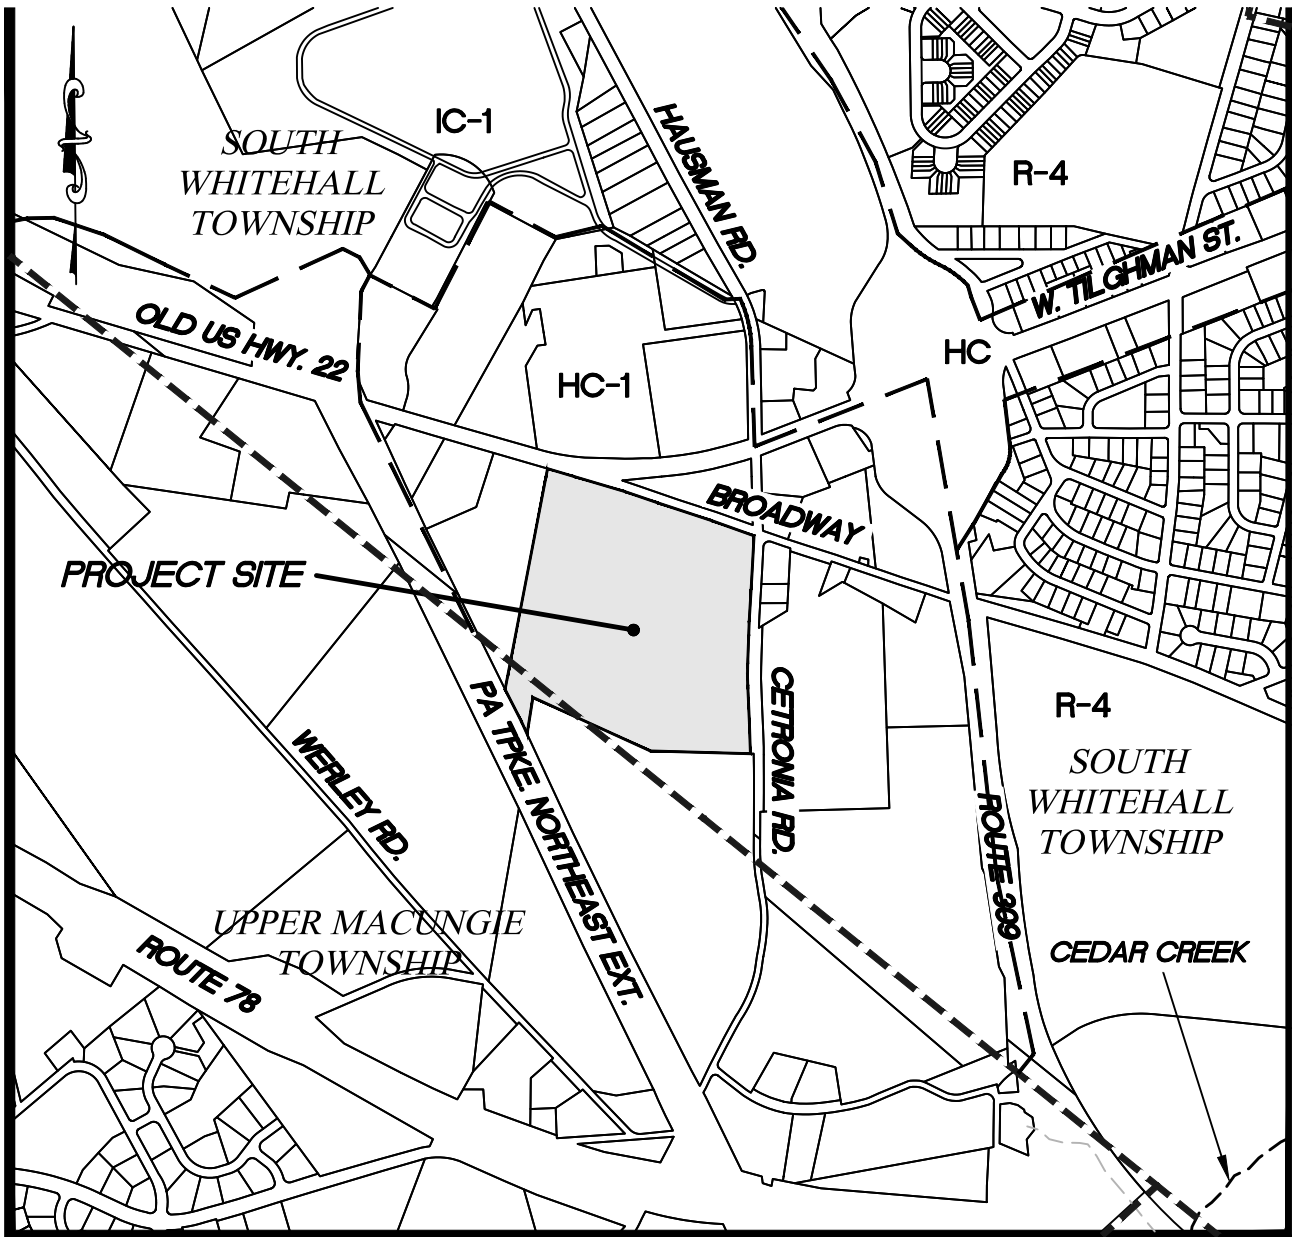 IC-1
SOUTH
WHITEHALL
TOWNSHIP
HAUSMAN RD.
R-4
W. TILGHMAN ST.
OLD US HWY. 22
HC
HC-1
BROADWAY
PROJECT SITE
CETRONIA RD.
PA TPKE. NORTHEAST EXT.
WERLEY RD.
R-4
SOUTH
WHITEHALL
TOWNSHIP
ROUTE 309
UPPER MACUNGIE
TOWNSHIP
ROUTE 78
CEDAR CREEK